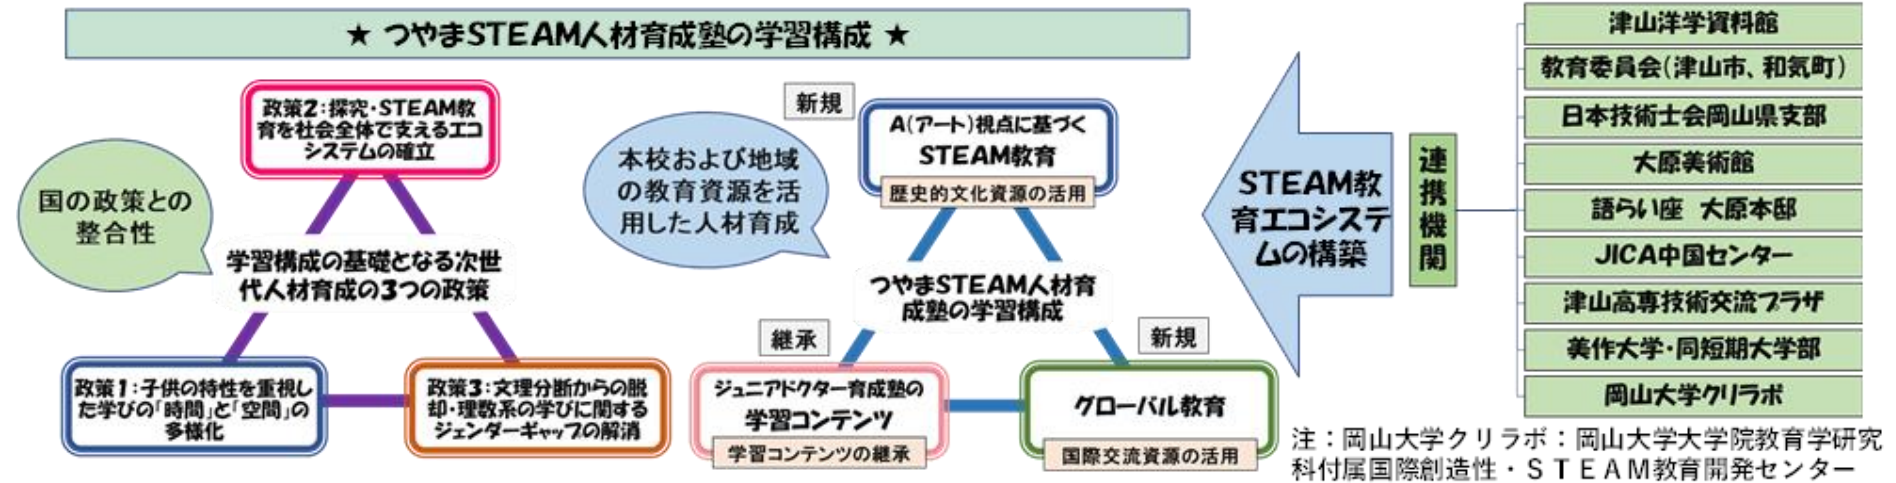 ★ つやまSTEAM人材育成塾の学習構成 ★
国の政策との
整合性
政策2:探究・STEAM教
育を社会全体で支えるエコ
システムの確立
学習構成の基礎となる次世
代人材育成の3つの政策
政策1:子供の特性を重視し
た学びの「時間」と「空間」の
多様化
政策3:文理分断からの脱
却・理数系の学びに関する
ジェンダーギャップの解消
本校および地域
の教育資源を活
用した人材育成
新規
A(アート)視点に基づく
STEAM教育
歴史的文化資源の活用
つやまSTEAM人材育
成塾の学習構成
継承
ジュニアドクター育成塾の
学習コンテンツ
学習コンテンツの継承
新規
グローバル教育
国際交流資源の活用
STEAM教
育エコシステ
ムの構築
連携機関
津山洋学資料館
教育委員会(津山市、和気町)
日本技術士会岡山県支部
大原美術館
語らい座 大原本邸
JICA中国センター
津山高専技術交流プラザ
美作大学・同短期大学部
岡山大学クリラボ
注：岡山大学クリラボ：岡山大学大学院教育学研究
科付属国際創造性・ＳＴＥＡＭ教育開発センター